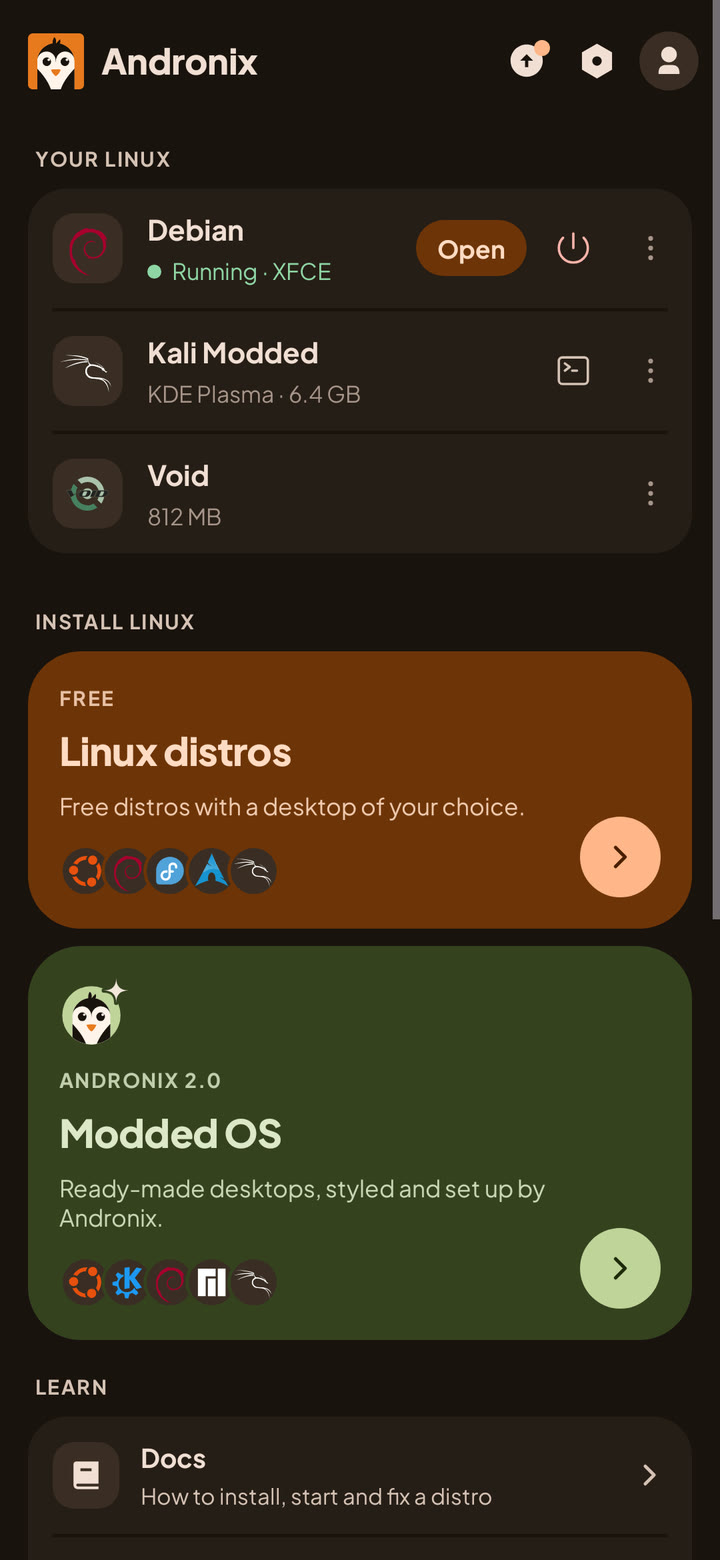 Andronix
YOUR LINUX
Debian
Running · XFCE
Open
Kali Modded
KDE Plasma · 6.4 GB
Void
812 MB
INSTALL LINUX
FREE
Linux distros
Free distros with a desktop of your choice.
ANDRONIX 2.0
Modded OS
Ready-made desktops, styled and set up by
Andronix.
LEARN
Docs
How to install, start and fix a distro